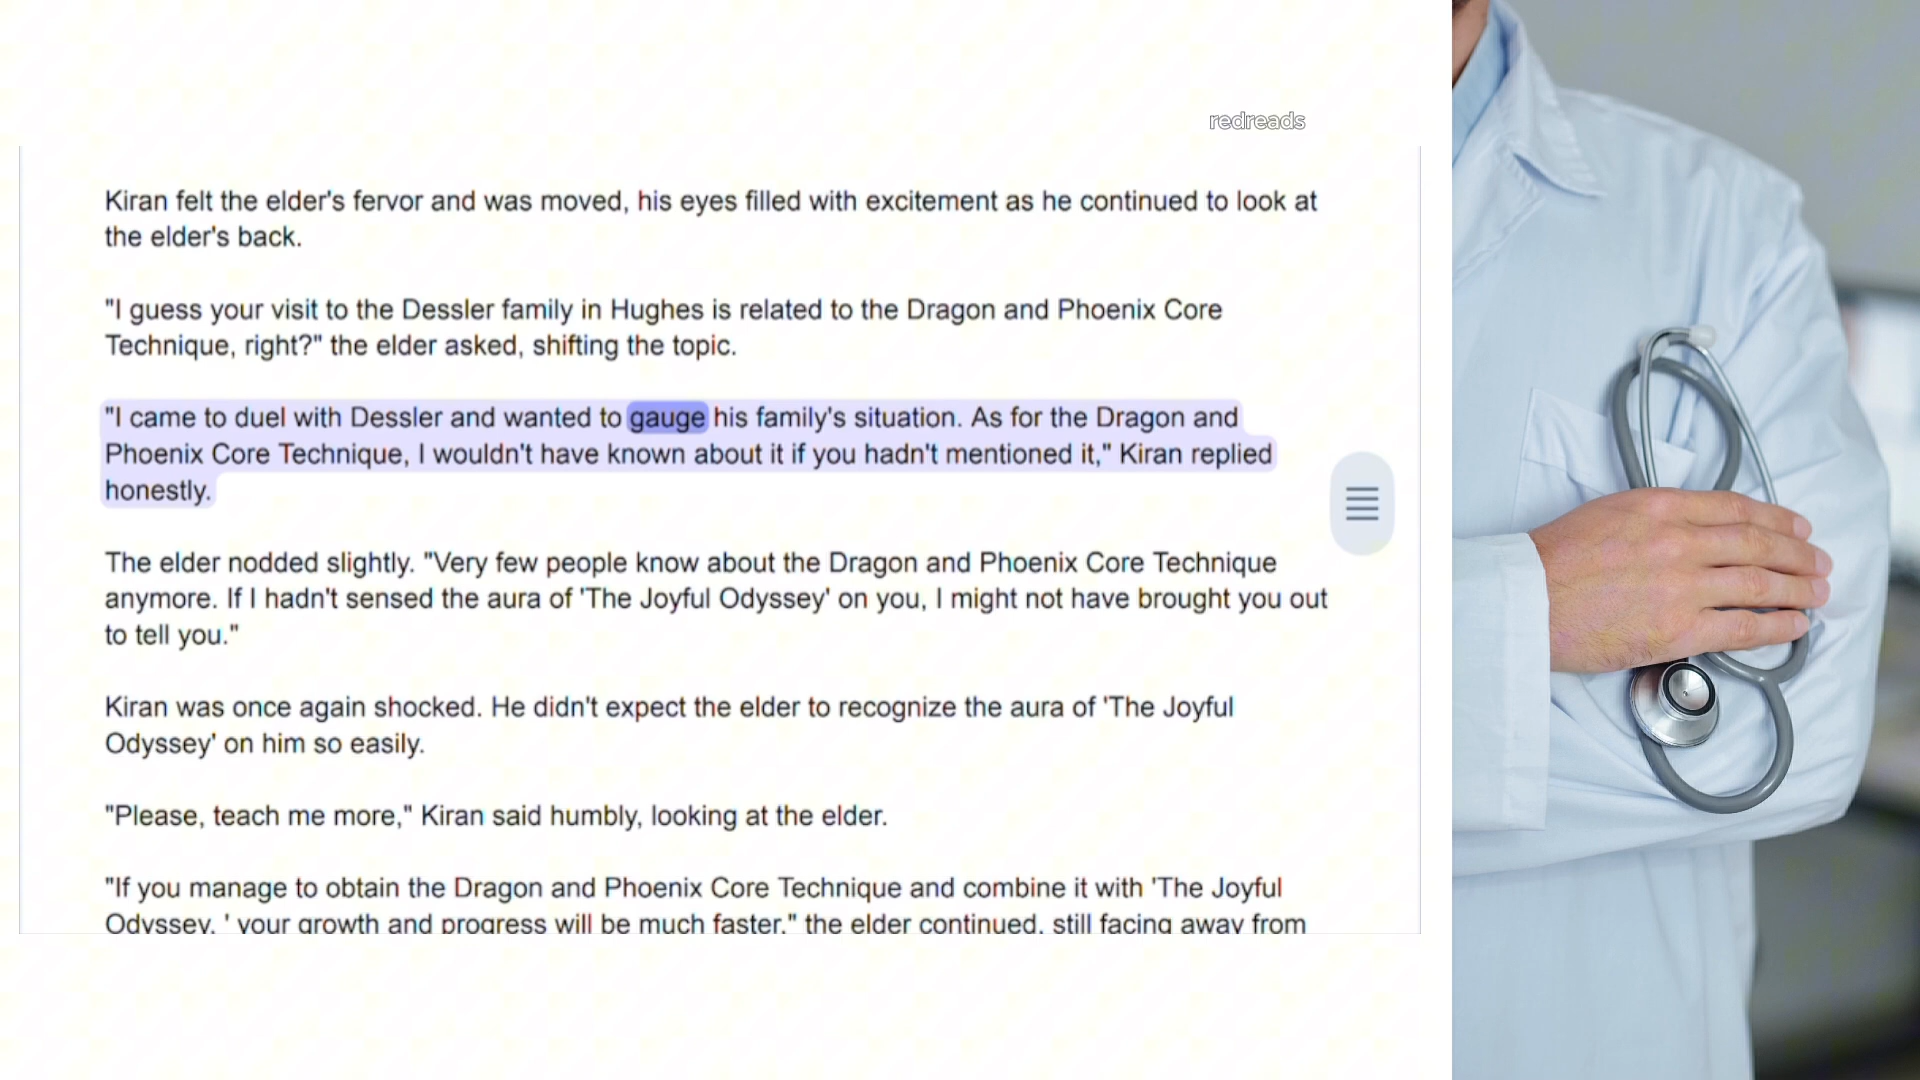 redreads
Kiran felt the elder's fervor and was moved, his eyes filled with excitement as he continued to look at
the elder's back.
"I guess your visit to the Dessler family in Hughes is related to the Dragon and Phoenix Core
Technique, right?" the elder asked, shifting the topic.
"I came to duel with Dessler and wanted to gauge his family's situation. As for the Dragon and
Phoenix Core Technique, I wouldn't have known about it if you hadn't mentioned it," Kiran replied
honestly.
The elder nodded slightly. "Very few people know about the Dragon and Phoenix Core Technique
anymore. If I hadn't sensed the aura of 'The Joyful Odyssey' on you, I might not have brought you out
to tell you."
Kiran was once again shocked. He didn't expect the elder to recognize the aura of 'The Joyful
Odyssey' on him so easily.
"Please, teach me more," Kiran said humbly, looking at the elder.
"If you manage to obtain the Dragon and Phoenix Core Technique and combine it with 'The Joyful
Odyssey, ' your growth and progress will be much faster," the elder continued, still facing away from